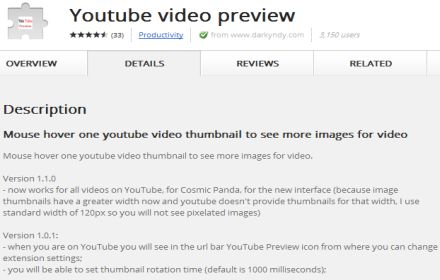 Youtube video preview
(33) Productivity from www.darkyndy.com 3,150 users
OVERVIEW DETAILS REVIEWS RELATED
Description
Mouse hover one youtube video thumbnail to see more images for video
Mouse hover one youtube video thumbnail to see more images for video.
Version 1.1.0
- now works for all videos on YouTube, for Cosmic Panda, for the new interface (because image
thumbnails have a greater width now and youtube doesn't provide thumbnails for that width, I use
standard width of 120px so you will not see pixelated images)
Version 1.0.1:
- when you are on YouTube you will see in the url bar YouTube Preview icon from where you can change
extension settings;
- you will be able to set thumbnail rotation time (default is 1000 milliseconds);